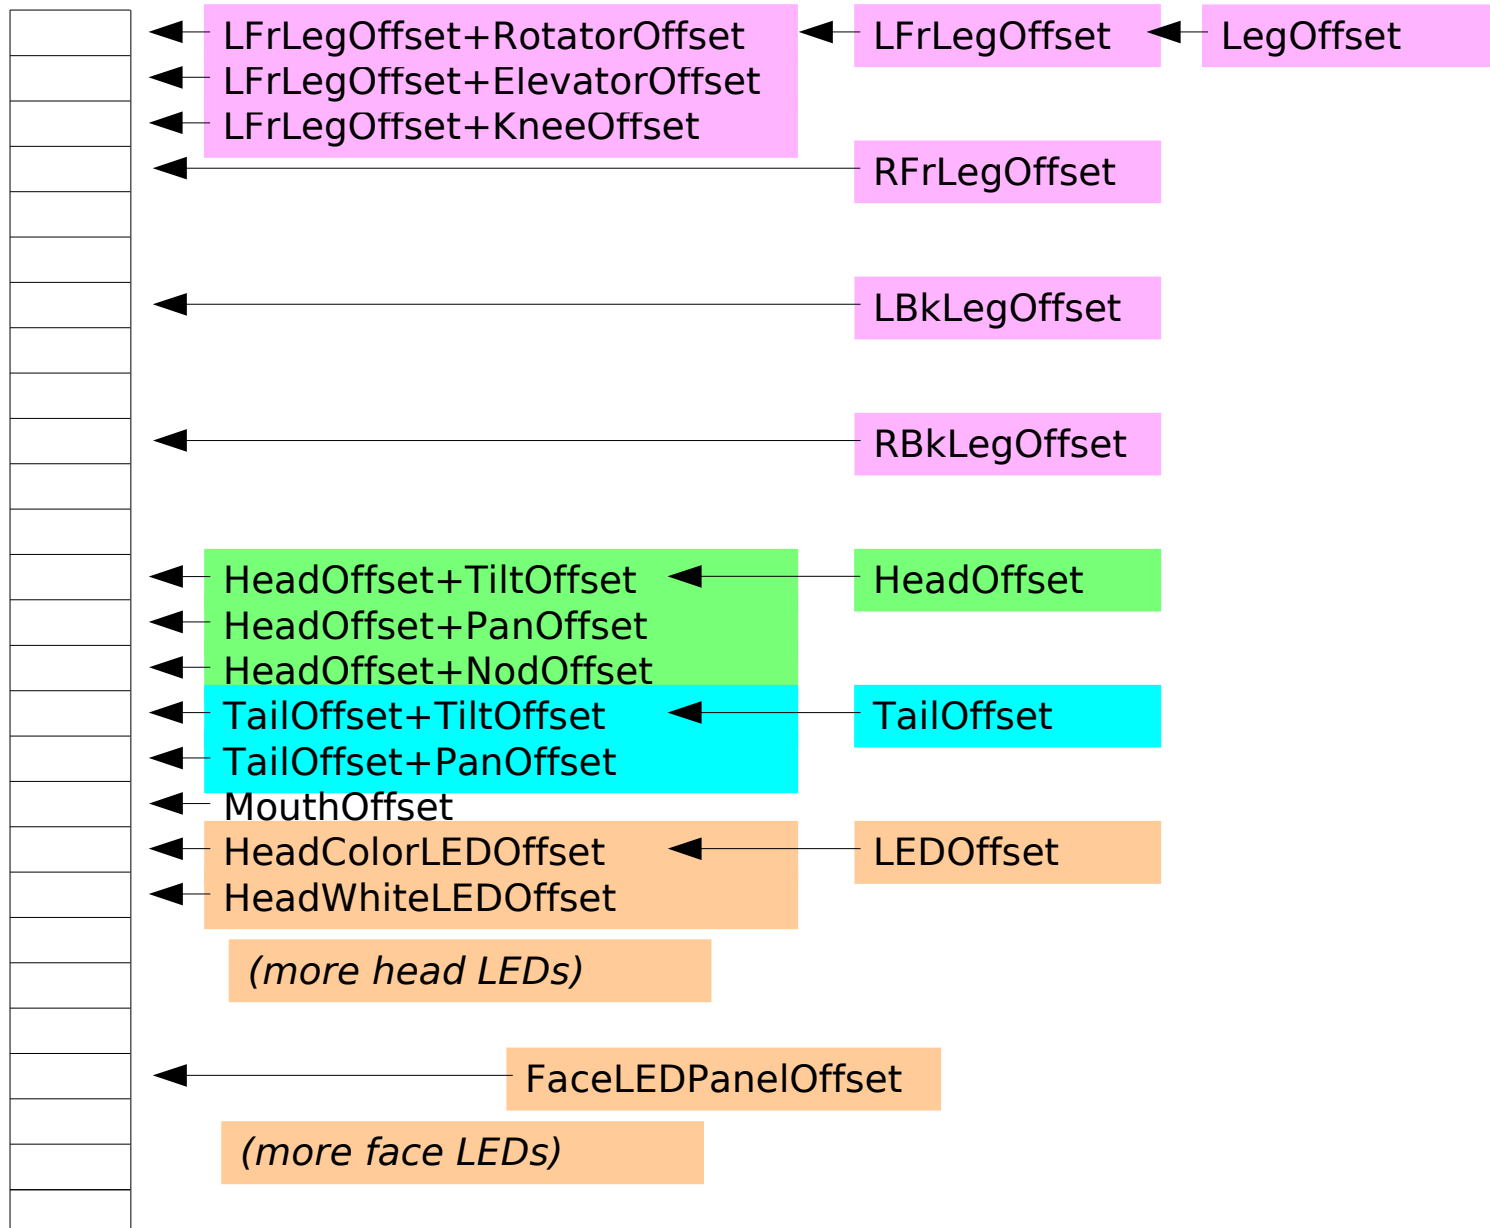 LFrLegOffset+RotatorOffset LFrLegOffset LegOffset
LFrLegOffset+ElevatorOffset
LFrLegOffset+KneeOffset
RFrLegOffset
LBkLegOffset
RBkLegOffset
HeadOffset+TiltOffset HeadOffset
HeadOffset+PanOffset
HeadOffset+NodOffset
TailOffset+TiltOffset TailOffset
TailOffset+PanOffset
MouthOffset
HeadColorLEDOffset LEDOffset
HeadWhiteLEDOffset
(more head LEDs)
FaceLEDPanelOffset
(more face LEDs)